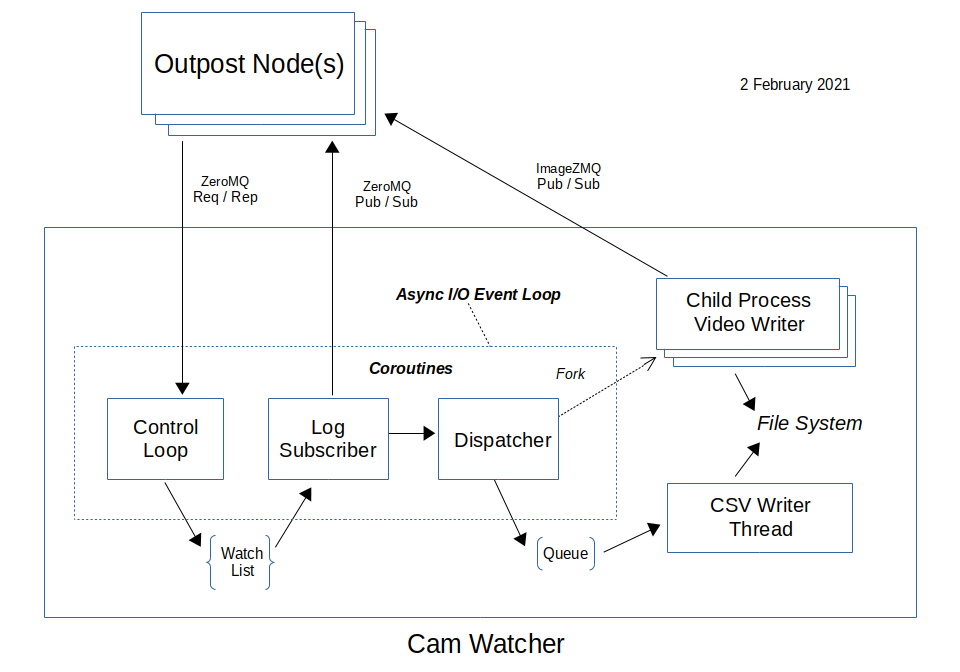 Outpost Node(s)
2 February 2021
ZeroMQ
Req / Rep
ZeroMQ
Pub / Sub
ImageZMQ
Pub / Sub
Async I/O Event Loop
Child Process
Video Writer
Coroutines
Fork
Control
Loop
Log
Subscriber
Dispatcher
File System
CSV Writer
Thread
Watch
List
Queue
Cam Watcher